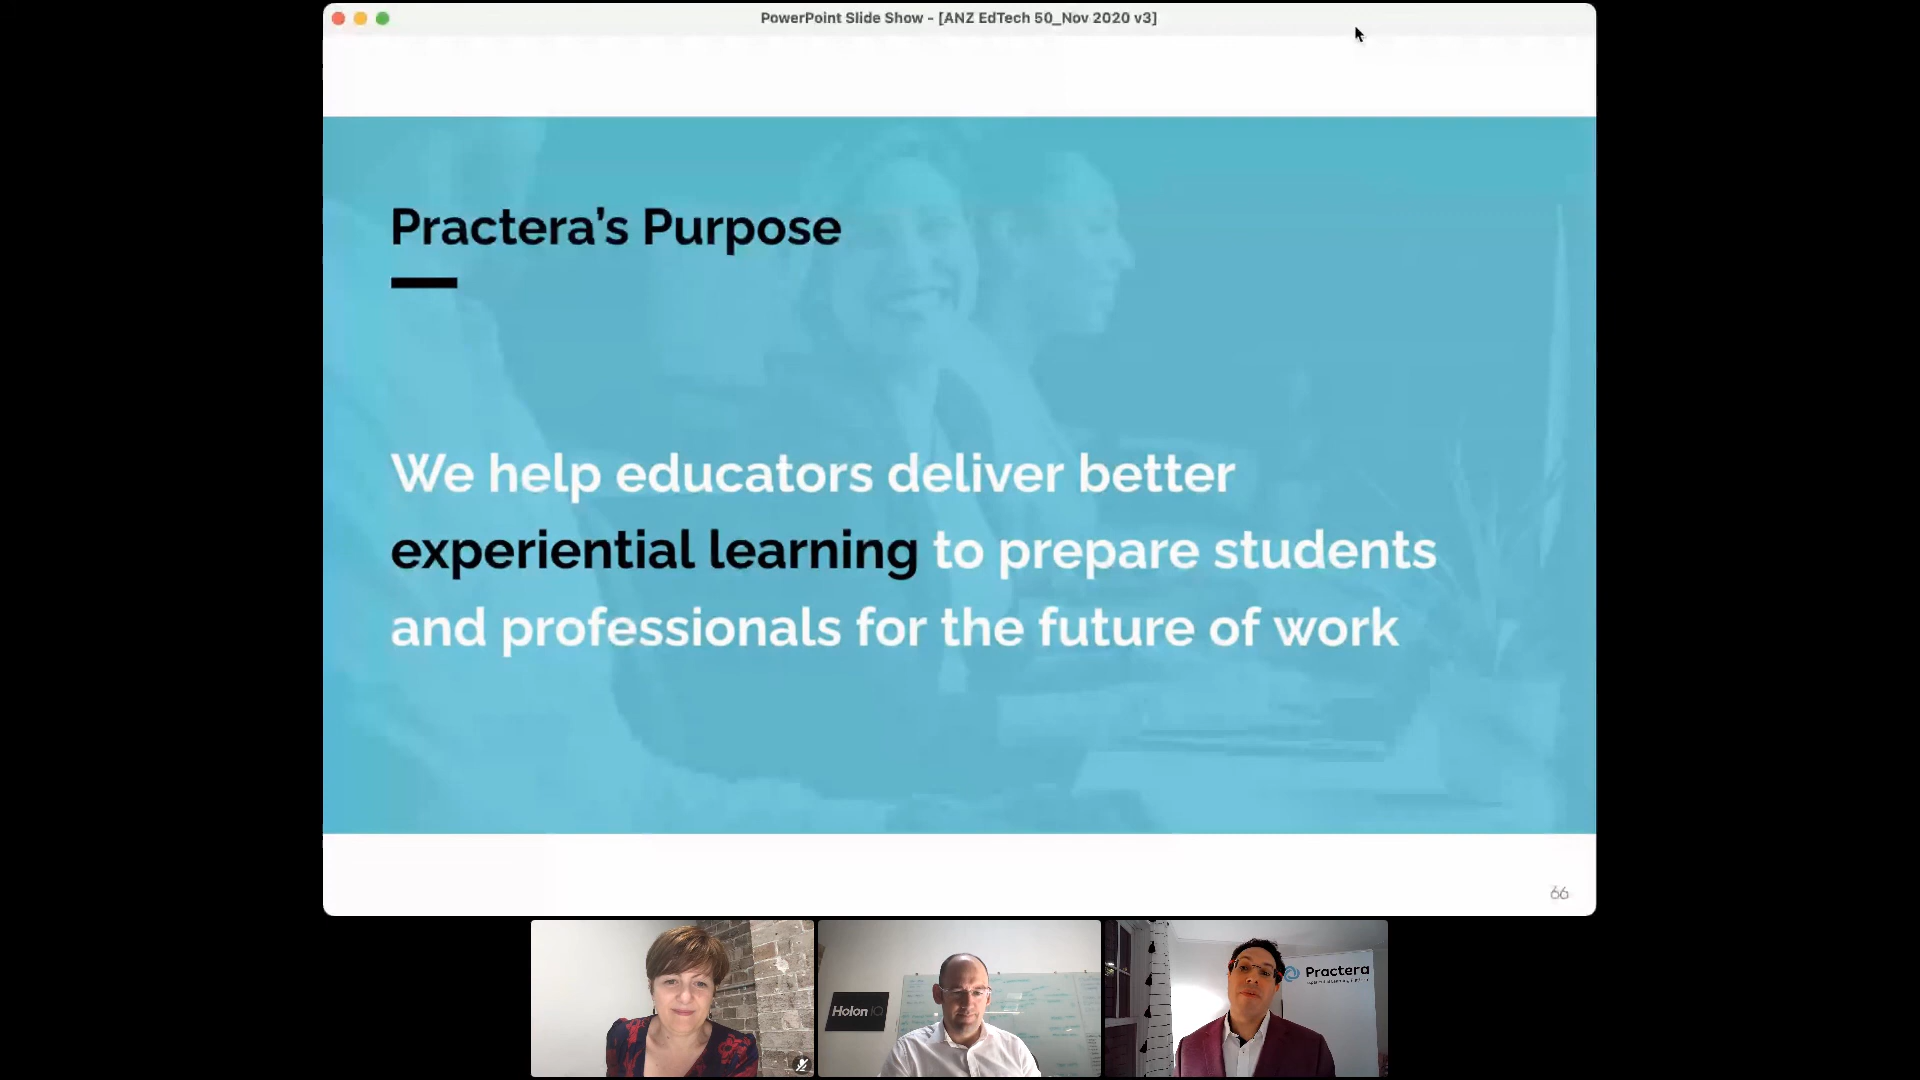 PowerPoint Slide Show - [ANZ EdTech 50_Nov 2020 v3]
Practera’s Purpose
We help educators deliver better
experiential learning to prepare students
and professionals for the future of work
66
Holon IQ
Practera